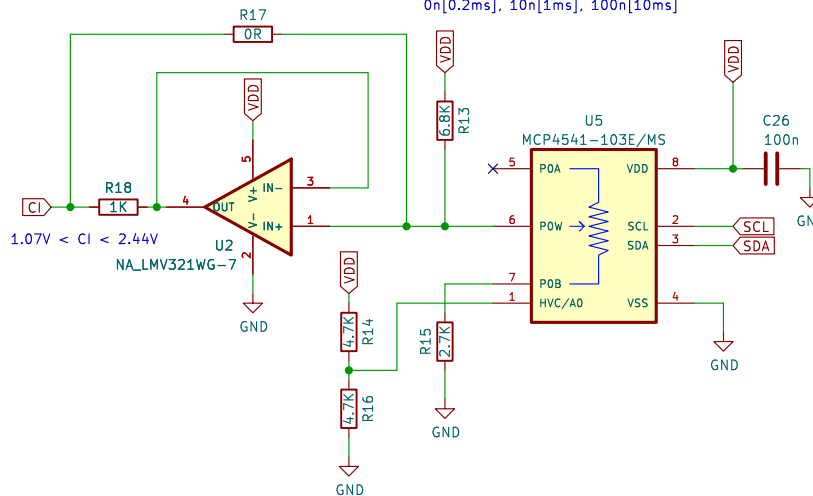 0n[0.2ms], 10n[1ms], 100n[10ms]
R17
0R
VDD
VDD
VDD
6.8K
R13
U5
MCP4541-103E/MS
C26
100n
5
P0A
VDD
8
V+
IN-
3
5
R18
1K
4
OUT
CI
IN+
1
V-
2
1.07V < CI < 2.44V
U2
NA_LMV321WG-7
GND
6
P0W
SCL
2
SCL
SDA
3
SDA
GN
7
P0B
1
HVC/A0
VSS
4
VDD
4.7K
R14
R15
2.7K
GND
4.7K
R16
GND
GND